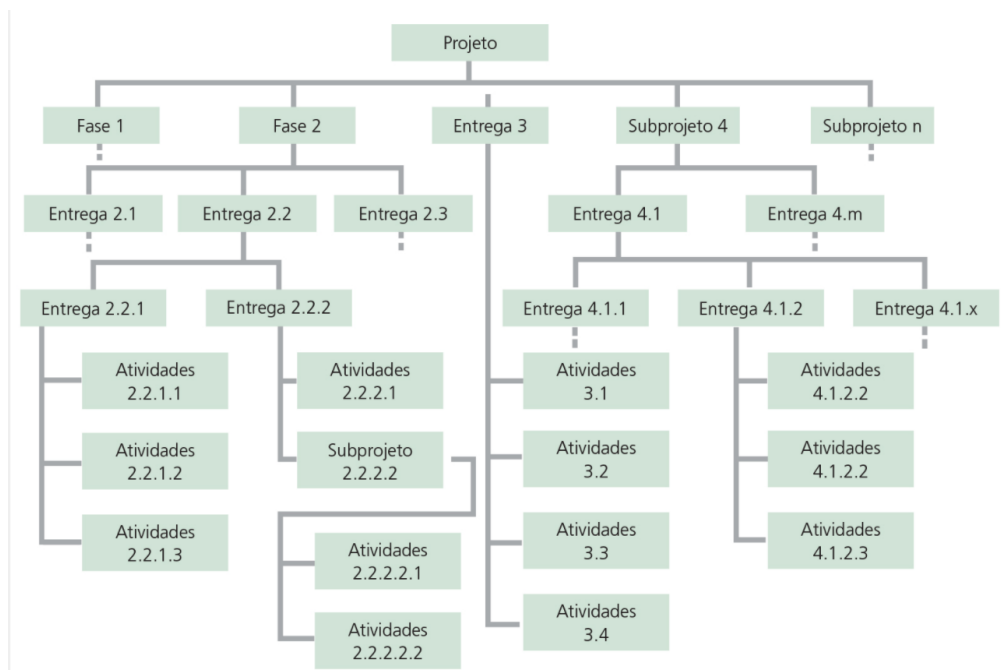 Projeto
Fase 1
Fase 2
Entrega 3
Subprojeto 4
Subprojeto n
Entrega 2.1
Entrega 2.2
Entrega 2.3
Entrega 4.1
Entrega 4.m
Entrega 2.2.1
Entrega 2.2.2
Entrega 4.1.1
Entrega 4.1.2
Entrega 4.1.x
Atividades
2.2.1.1
Atividades
2.2.2.1
Atividades
3.1
Atividades
4.1.2.2
Atividades
2.2.1.2
Subprojeto
2.2.2.2
Atividades
3.2
Atividades
4.1.2.2
Atividades
2.2.1.3
Atividades
2.2.2.2.1
Atividades
3.3
Atividades
4.1.2.3
Atividades
2.2.2.2.2
Atividades
3.4